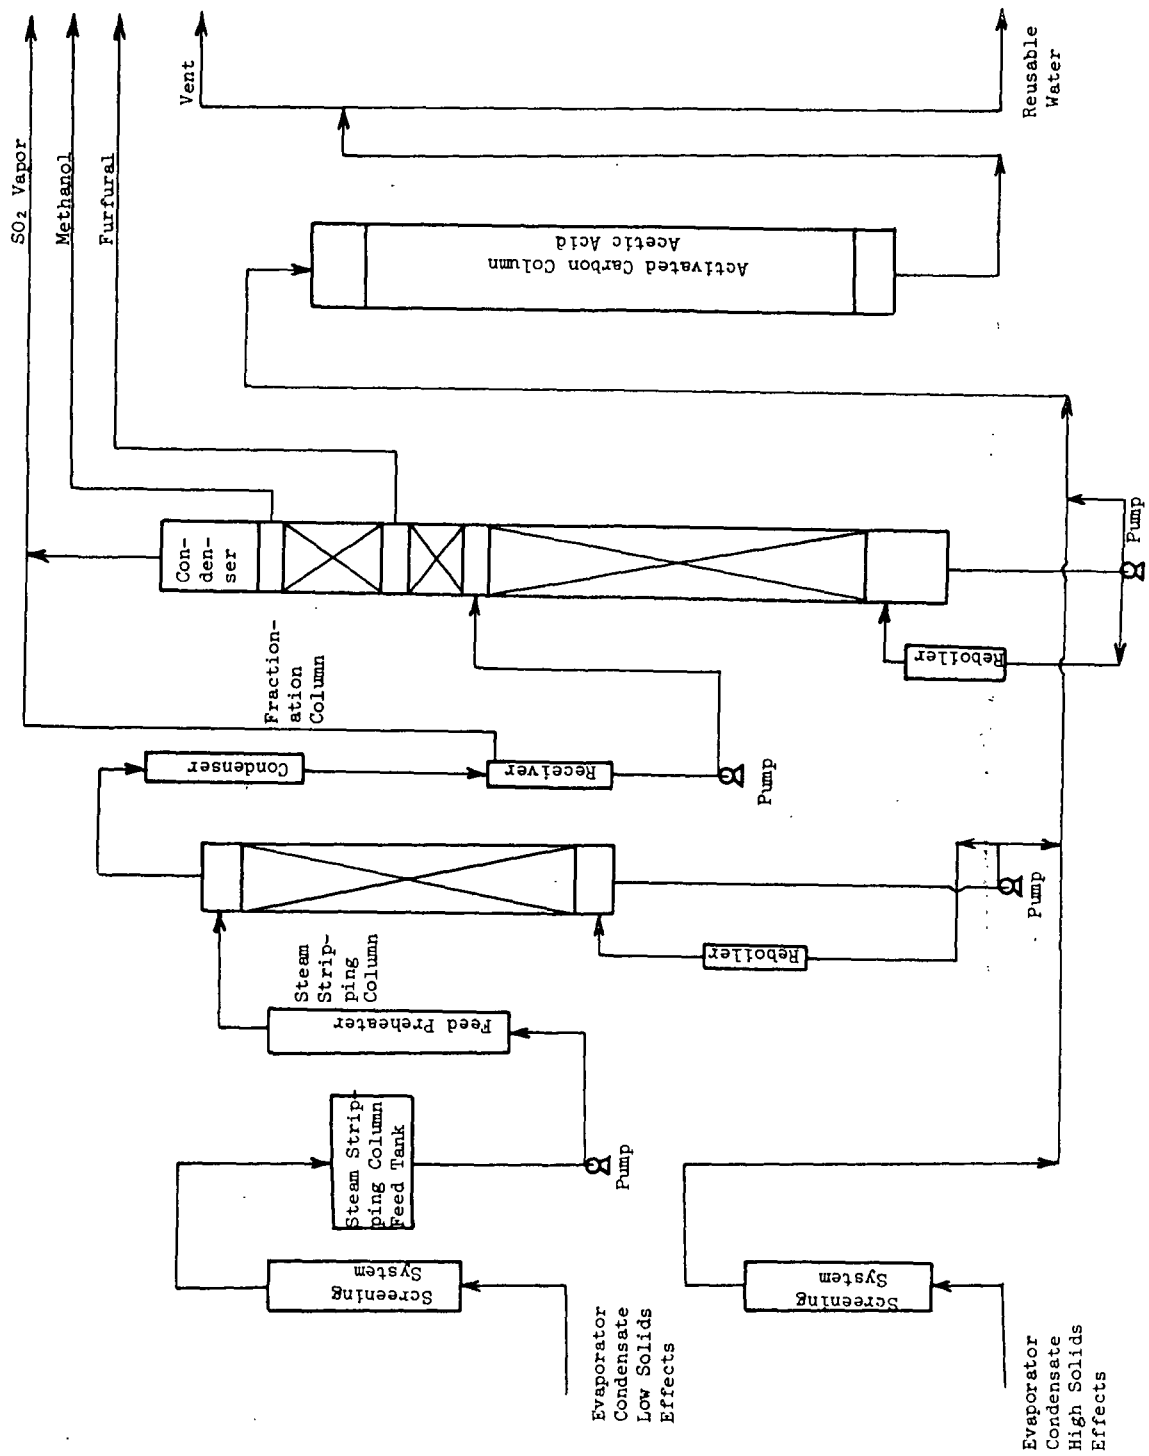 SO₂ Vapor
Methanol
Furfural
Vent
Reusable
Water
Activated Carbon Column
Acetic Acid
Con-
den-
ser
Fraction-
ation
Column
Reboiler
Pump
Condenser
Receiver
Pump
Steam
Strip-
ping
Column
Reboiler
Pump
Feed Preheater
Steam Strip-
ping Column
Feed Tank
Pump
Screening
System
Evaporator
Condensate
Low Solids
Effects
Screening
System
Evaporator
Condensate
High Solids
Effects